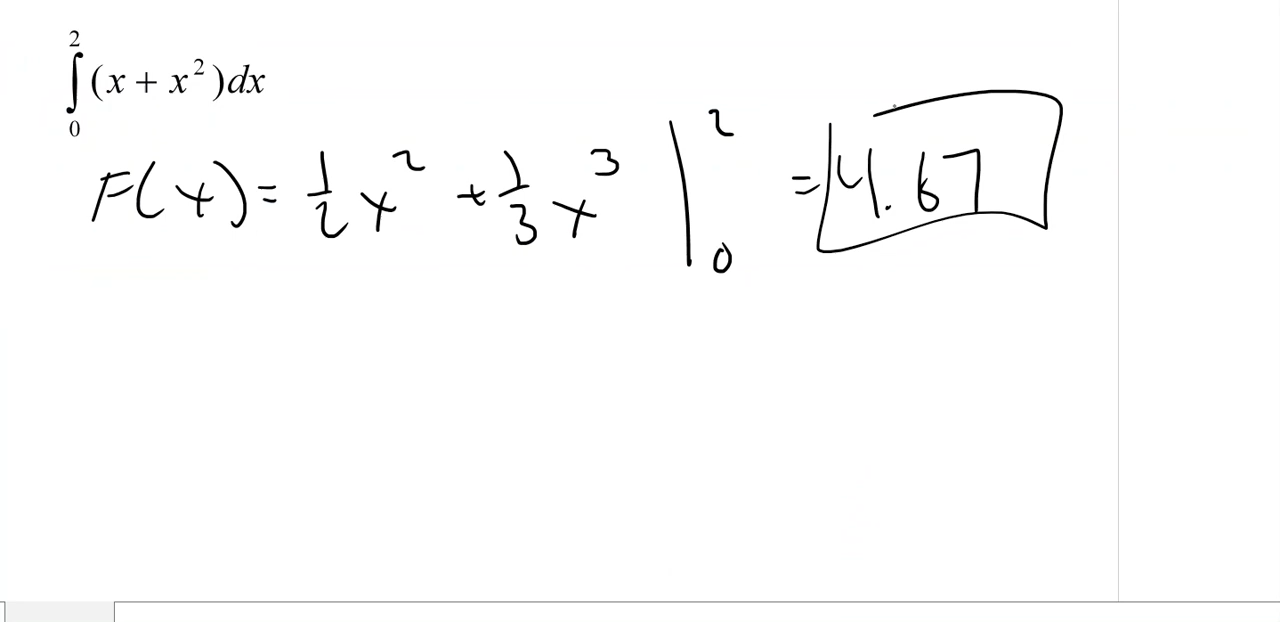 ∫₀² (x + x²)dx
F(x) = 1/2 x² + 1/3 x³ |₀² = 4.67